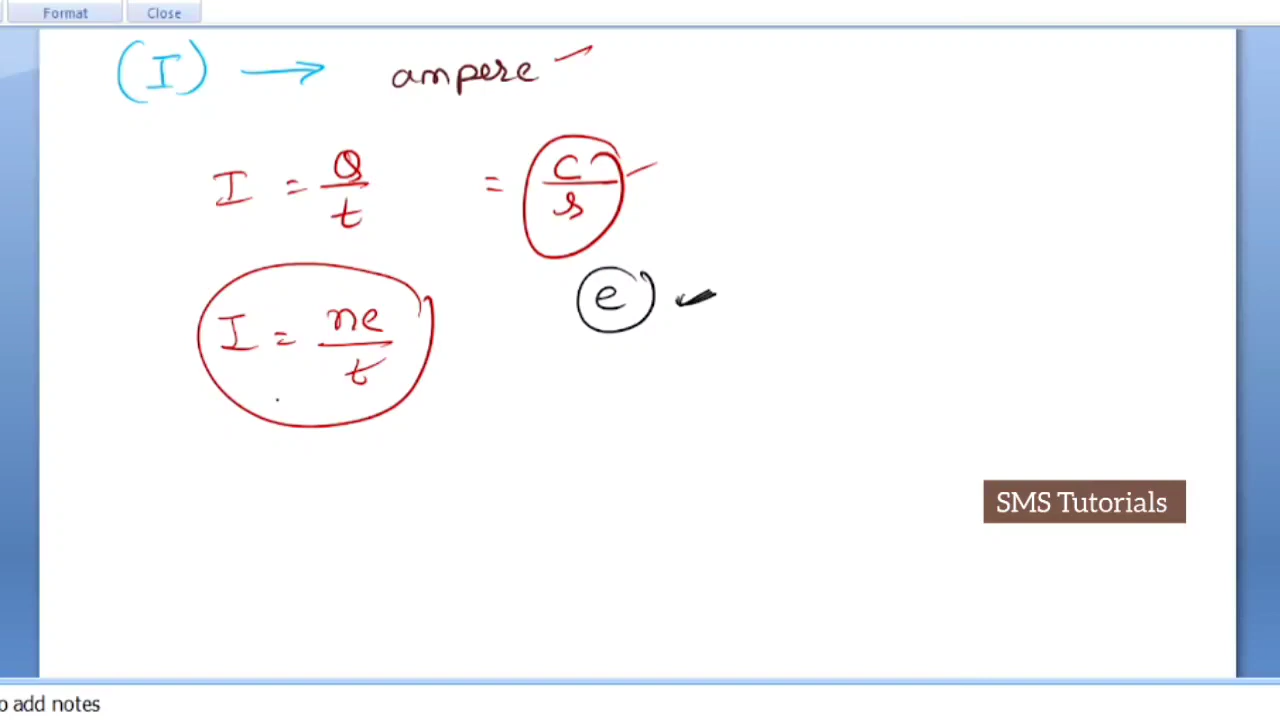 Format Close
(I) → ampere
I = Q/t = C/s
I = ne/t e
SMS Tutorials
o add notes